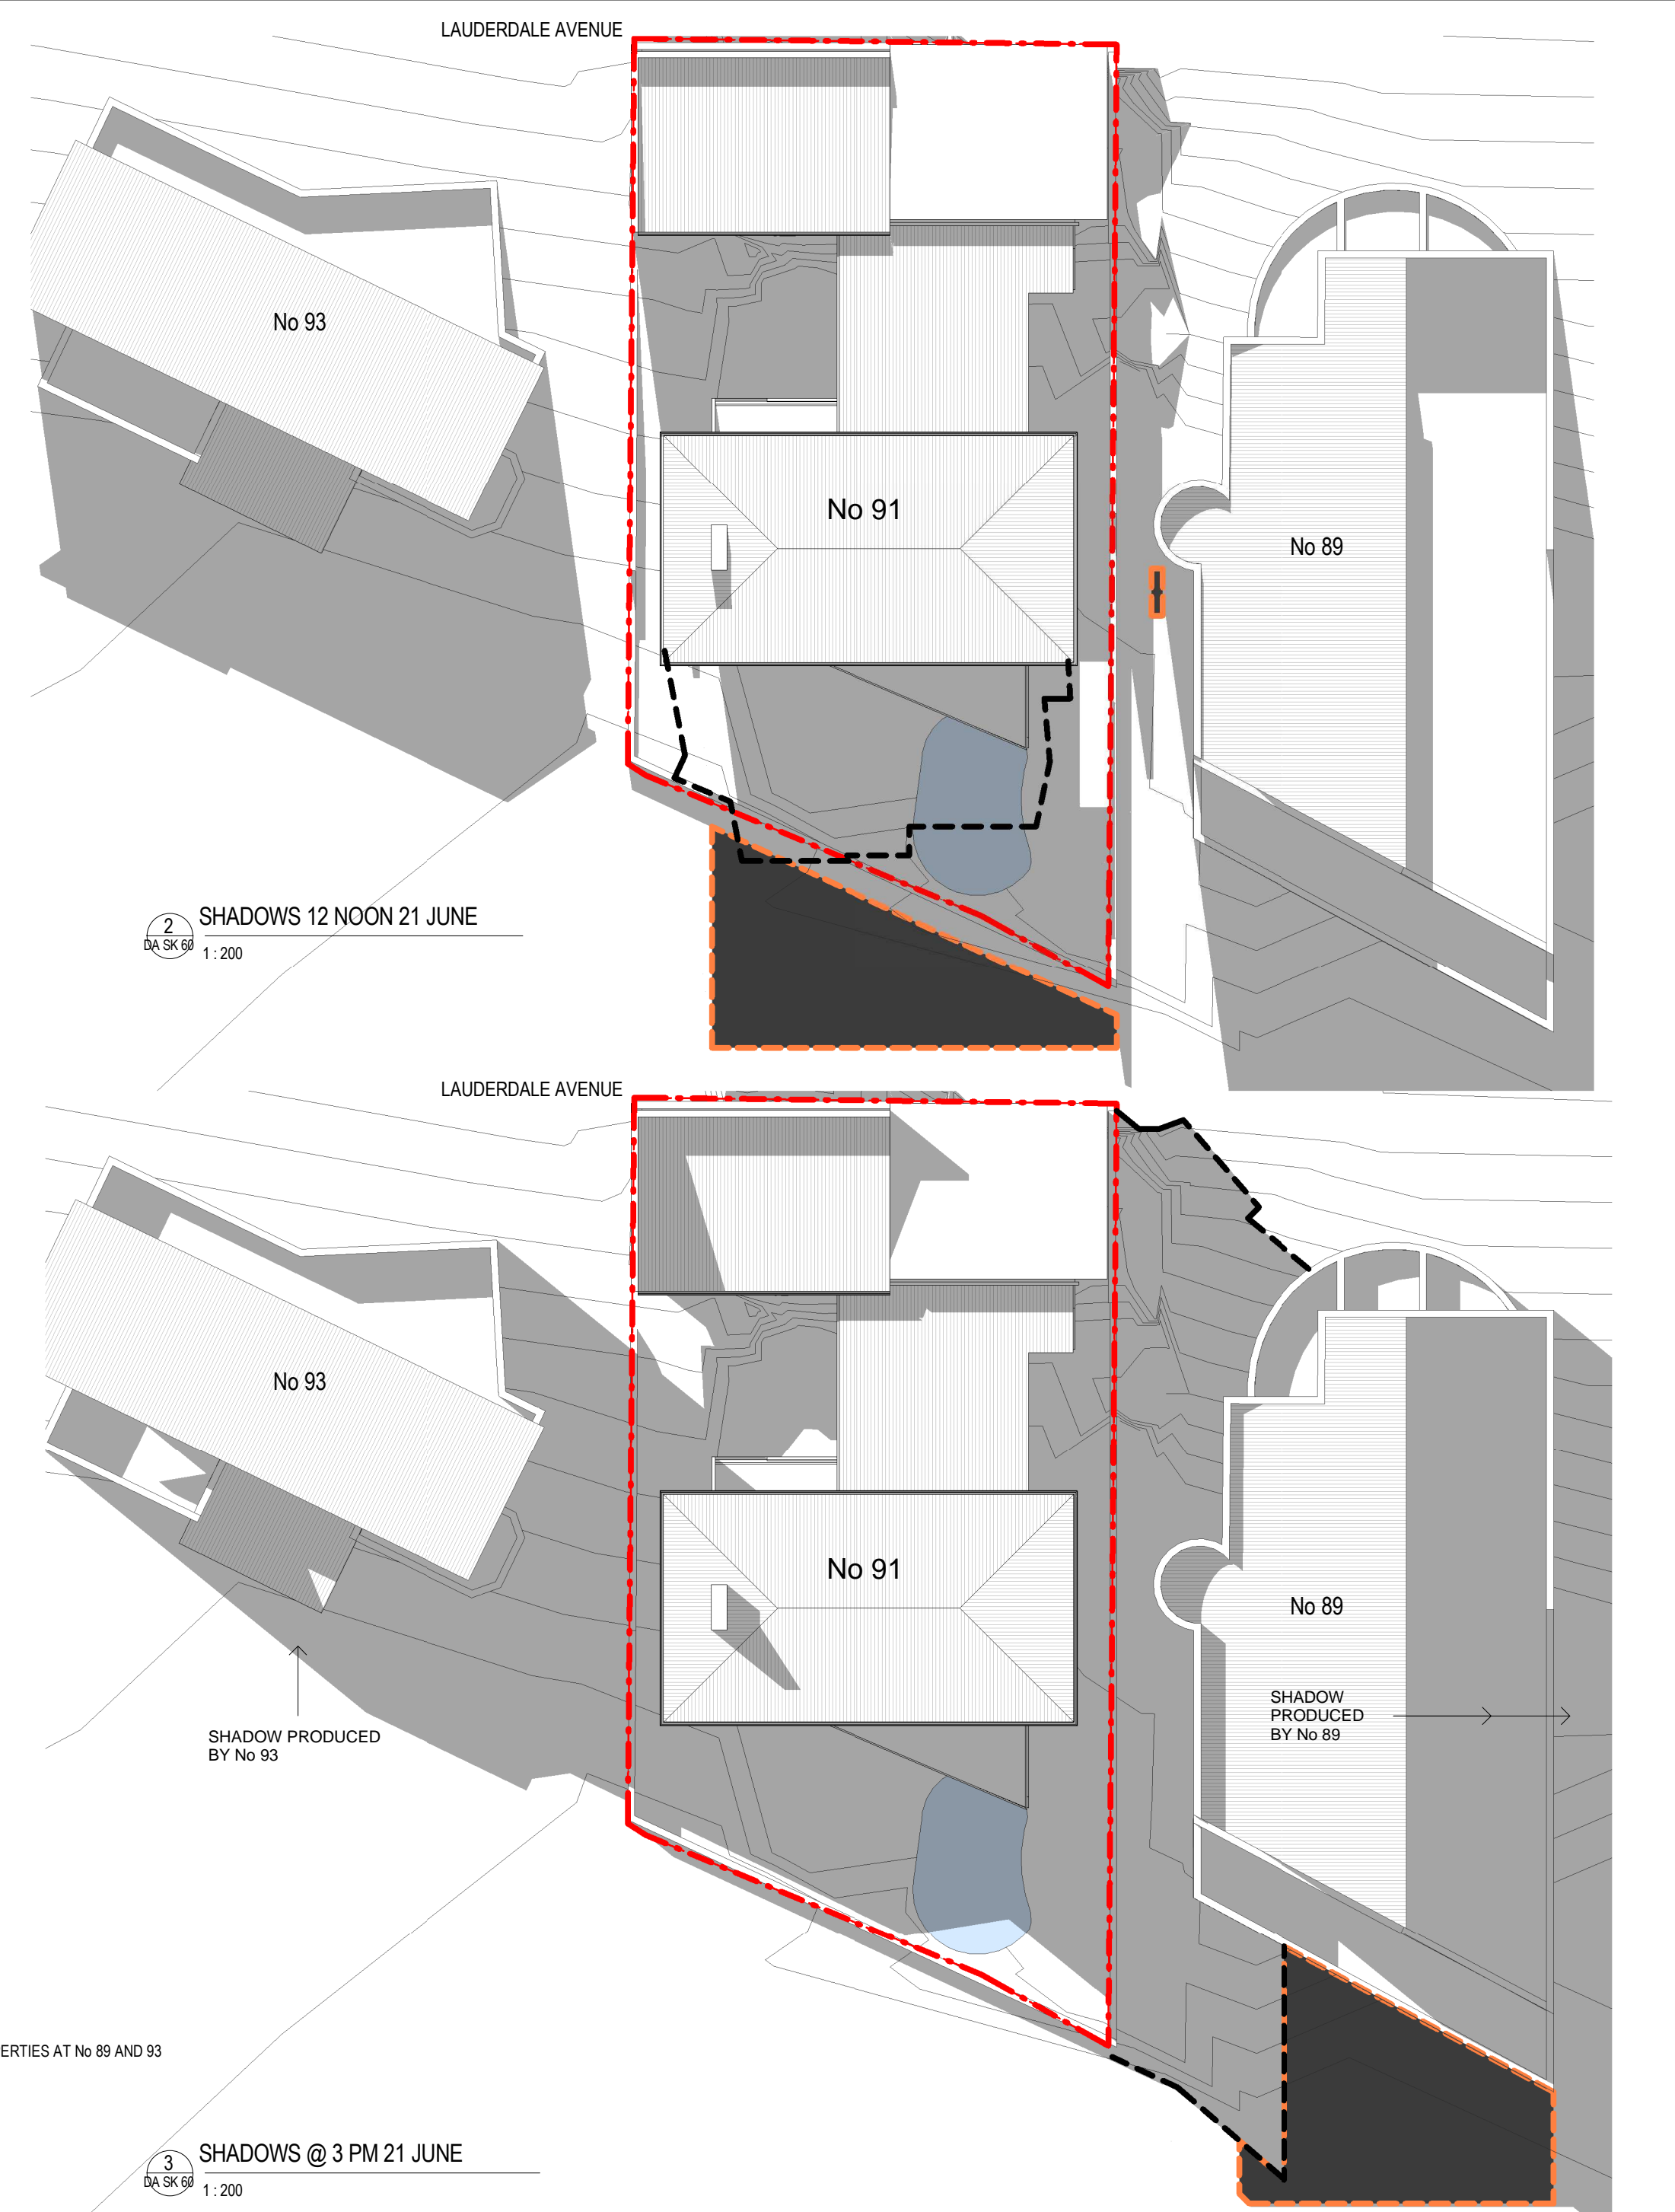 LAUDERDALE AVENUE
No 93
No 91
No 89
2
DA SK 60
SHADOWS 12 NOON 21 JUNE
1 : 200
LAUDERDALE AVENUE
No 93
No 91
No 89
SHADOW PRODUCED
BY No 93
SHADOW
PRODUCED
BY No 89
ERTIES AT No 89 AND 93
3
DA SK 60
SHADOWS @ 3 PM 21 JUNE
1 : 200